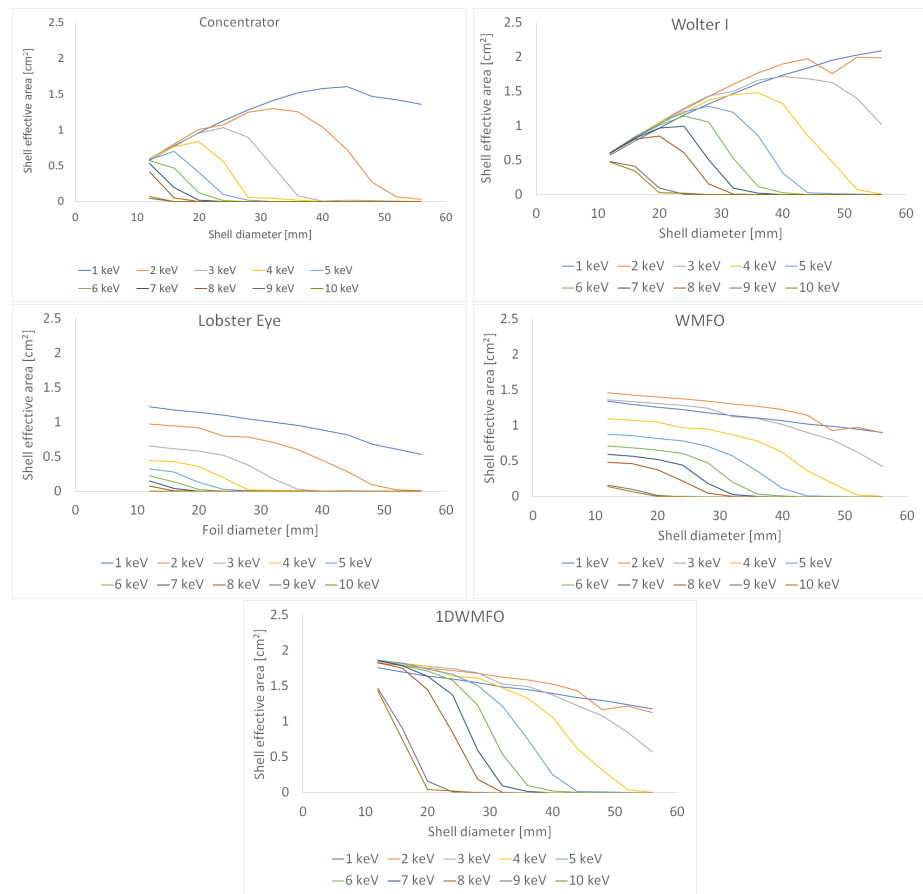 Concentrator
Shell effective area [cm²]
2.5
2
1.5
1
0.5
0
0 10 20 30 40 50 60
Shell diameter [mm]
1 keV 2 keV 3 keV 4 keV 5 keV
6 keV 7 keV 8 keV 9 keV 10 keV
Wolter I
Shell effective area [cm²]
2.5
2
1.5
1
0.5
0
0 10 20 30 40 50 60
Shell diameter [mm]
1 keV 2 keV 3 keV 4 keV 5 keV
6 keV 7 keV 8 keV 9 keV 10 keV
Lobster Eye
Shell effective area [cm²]
2.5
2
1.5
1
0.5
0
0 10 20 30 40 50 60
Foil diameter [mm]
1 keV 2 keV 3 keV 4 keV 5 keV
6 keV 7 keV 8 keV 9 keV 10 keV
WMFO
Shell effective area [cm²]
2.5
2
1.5
1
0.5
0
0 10 20 30 40 50 60
Shell diameter [mm]
1 keV 2 keV 3 keV 4 keV 5 keV
6 keV 7 keV 8 keV 9 keV 10 keV
1DWMFO
Shell effective area [cm²]
2.5
2
1.5
1
0.5
0
0 10 20 30 40 50 60
Shell diameter [mm]
1 keV 2 keV 3 keV 4 keV 5 keV
6 keV 7 keV 8 keV 9 keV 10 keV